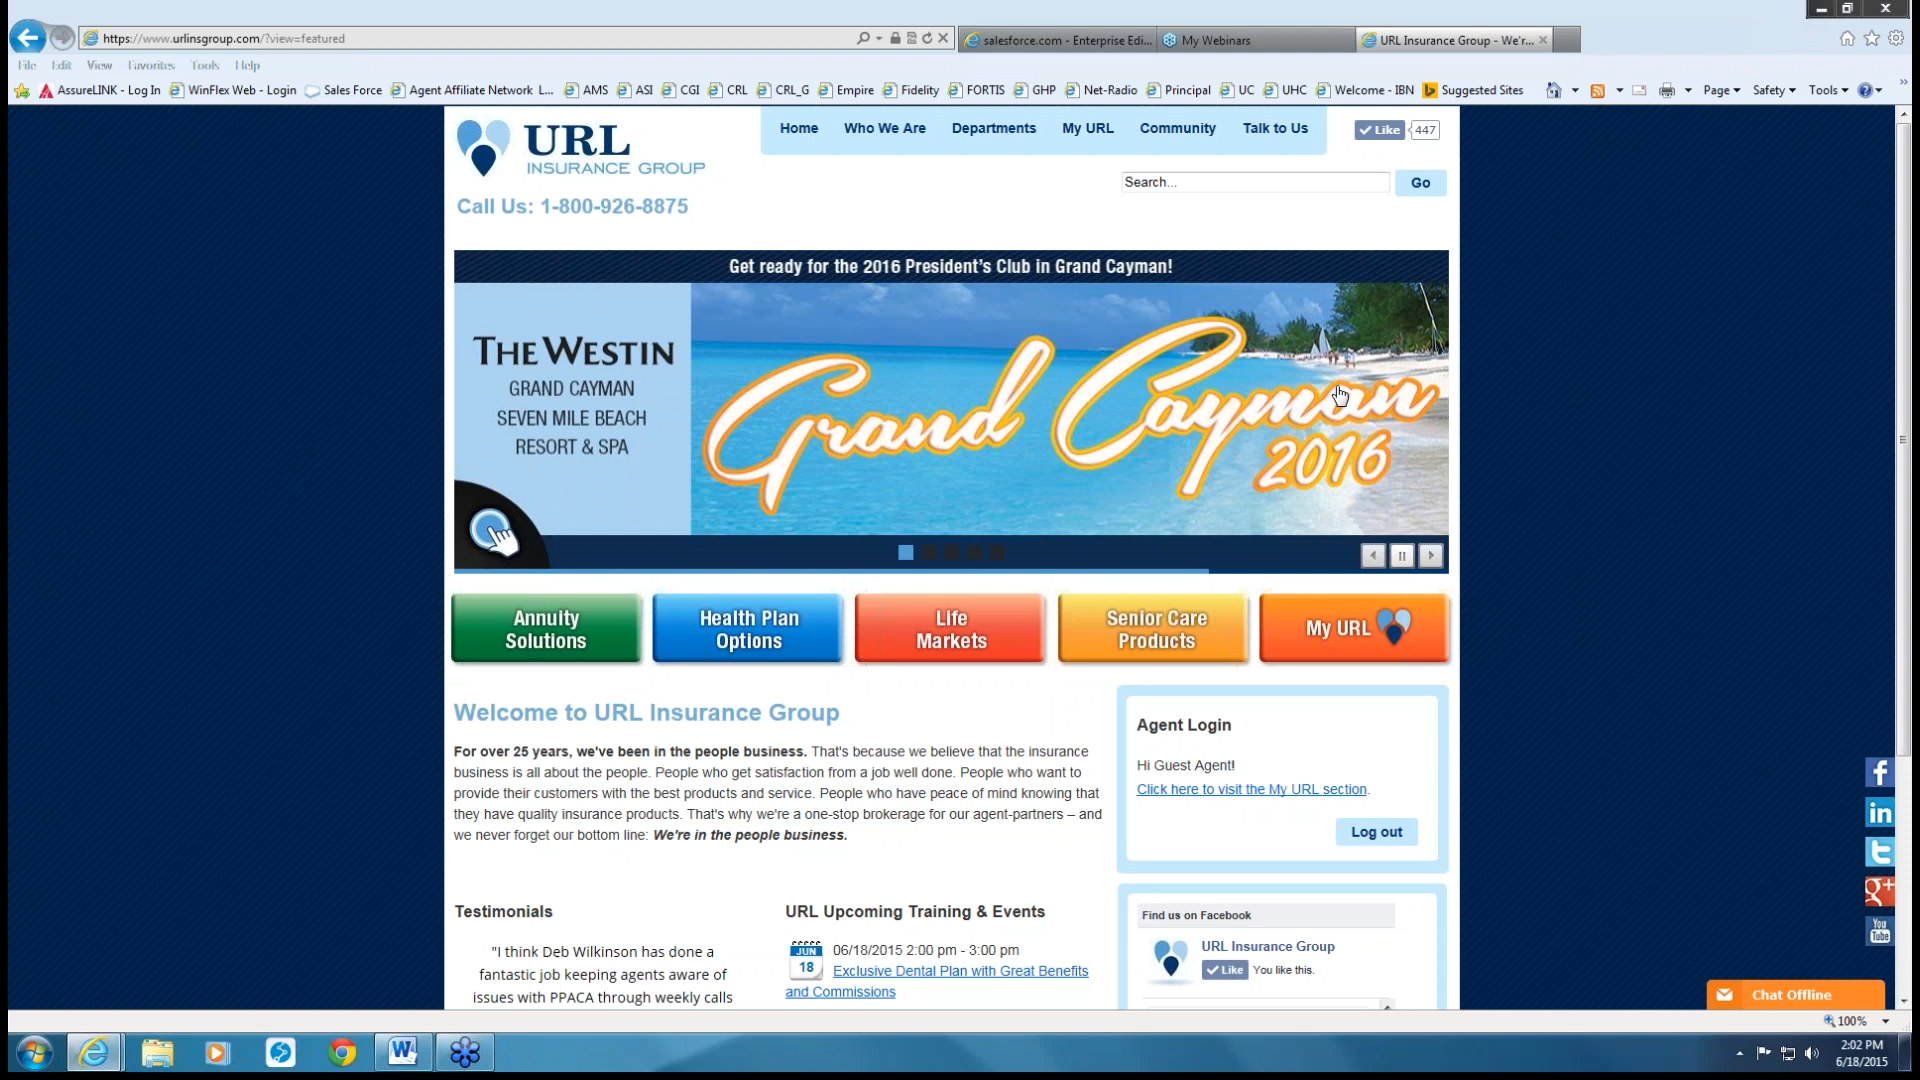 https://www.urlinsgroup.com/?view=featured
salesforce.com - Enterprise Edi...
My Webinars
URL Insurance Group - We'r...
File Edit View Favorites Tools Help
AssureLINK - Log In WinFlex Web - Login Sales Force Agent Affiliate Network L... AMS ASI CGI CRL CRL_G Empire Fidelity FORTIS GHP Net-Radio Principal UC UHC Welcome - IBN Suggested Sites Page Safety Tools
URL
INSURANCE GROUP
Home Who We Are Departments My URL Community Talk to Us
Like 447
Search... Go
Call Us: 1-800-926-8875
Get ready for the 2016 President's Club in Grand Cayman!
THE WESTIN
GRAND CAYMAN
SEVEN MILE BEACH
RESORT & SPA
Grand Cayman
2016
Annuity
Solutions
Health Plan
Options
Life
Markets
Senior Care
Products
My URL
Welcome to URL Insurance Group
For over 25 years, we've been in the people business. That's because we believe that the insurance
business is all about the people. People who get satisfaction from a job well done. People who want to
provide their customers with the best products and service. People who have peace of mind knowing that
they have quality insurance products. That's why we're a one-stop brokerage for our agent-partners – and
we never forget our bottom line: We're in the people business.
Agent Login
Hi Guest Agent!
Click here to visit the My URL section.
Log out
Testimonials
"I think Deb Wilkinson has done a
fantastic job keeping agents aware of
issues with PPACA through weekly calls
URL Upcoming Training & Events
JUN
18
06/18/2015 2:00 pm - 3:00 pm
Exclusive Dental Plan with Great Benefits
and Commissions
Find us on Facebook
URL Insurance Group
Like You like this.
f
in
t
g+
You
Tube
Chat Offline
100%
W
2:02 PM
6/18/2015